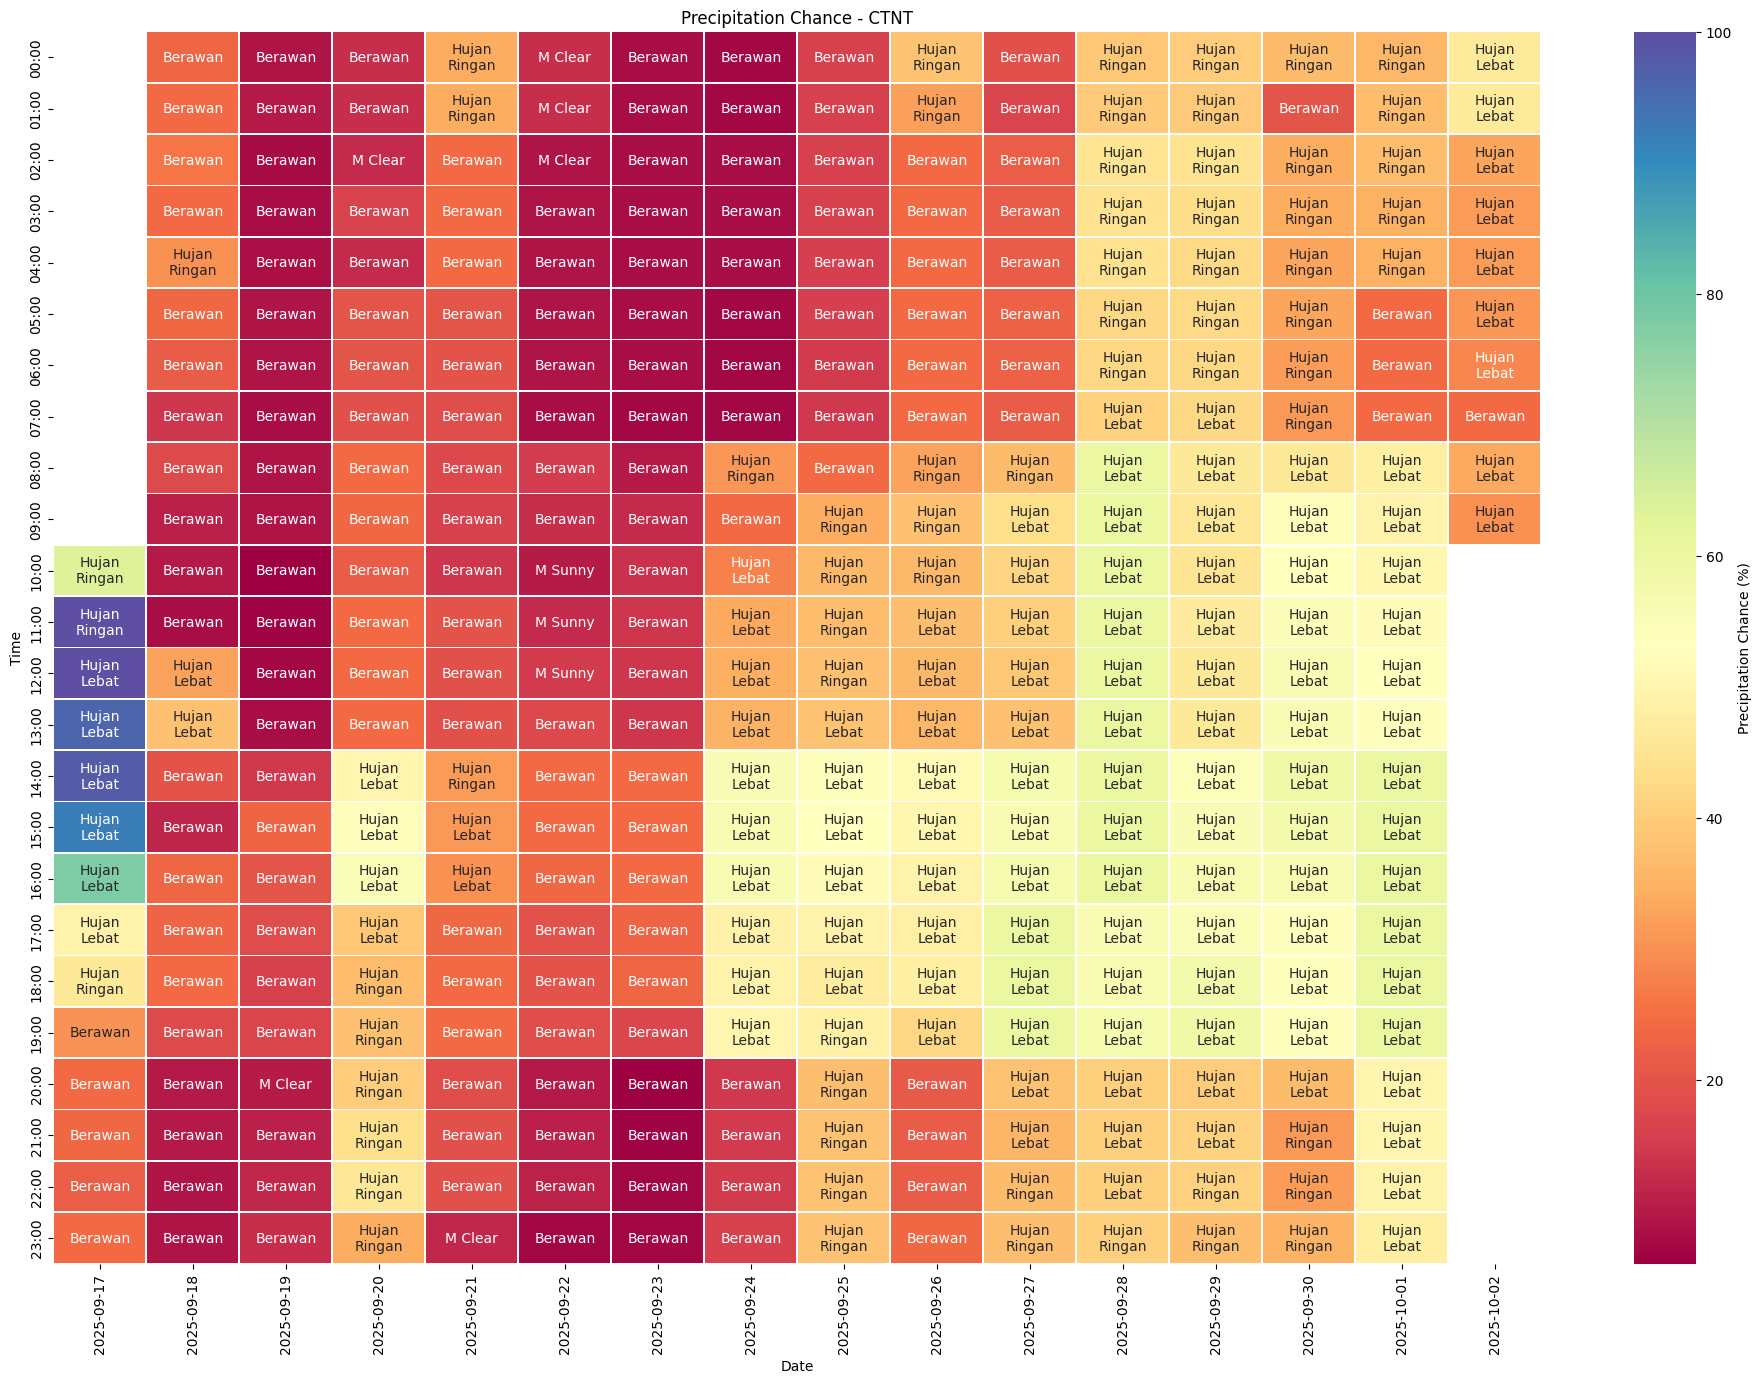 Precipitation Chance - CTNT
00:00 Berawan Berawan Berawan Hujan Ringan M Clear Berawan Berawan Berawan Hujan Ringan Berawan Hujan Ringan Hujan Ringan Hujan Ringan Hujan Ringan Hujan Lebat
01:00 Berawan Berawan Berawan Hujan Ringan M Clear Berawan Berawan Berawan Hujan Ringan Berawan Hujan Ringan Hujan Ringan Berawan Hujan Ringan Hujan Lebat
02:00 Berawan Berawan M Clear Berawan M Clear Berawan Berawan Berawan Berawan Berawan Hujan Ringan Hujan Ringan Hujan Ringan Hujan Ringan Hujan Lebat
03:00 Berawan Berawan Berawan Berawan Berawan Berawan Berawan Berawan Berawan Berawan Hujan Ringan Hujan Ringan Hujan Ringan Hujan Ringan Hujan Lebat
04:00 Hujan Ringan Berawan Berawan Berawan Berawan Berawan Berawan Berawan Berawan Berawan Hujan Ringan Hujan Ringan Hujan Ringan Hujan Ringan Hujan Lebat
05:00 Berawan Berawan Berawan Berawan Berawan Berawan Berawan Berawan Berawan Berawan Hujan Ringan Hujan Ringan Hujan Ringan Berawan Hujan Lebat
06:00 Berawan Berawan Berawan Berawan Berawan Berawan Berawan Berawan Berawan Berawan Hujan Ringan Hujan Ringan Hujan Ringan Berawan Hujan Lebat
07:00 Berawan Berawan Berawan Berawan Berawan Berawan Berawan Berawan Berawan Berawan Hujan Lebat Hujan Lebat Hujan Ringan Berawan Berawan
08:00 Berawan Berawan Berawan Berawan Berawan Berawan Hujan Ringan Berawan Hujan Ringan Hujan Ringan Hujan Lebat Hujan Lebat Hujan Lebat Hujan Lebat Hujan Lebat
09:00 Berawan Berawan Berawan Berawan Berawan Berawan Berawan Hujan Ringan Hujan Ringan Hujan Lebat Hujan Lebat Hujan Lebat Hujan Lebat Hujan Lebat Hujan Lebat
10:00 Hujan Ringan Berawan Berawan Berawan Berawan M Sunny Berawan Hujan Lebat Hujan Ringan Hujan Ringan Hujan Lebat Hujan Lebat Hujan Lebat Hujan Lebat Hujan Lebat
11:00 Hujan Ringan Berawan Berawan Berawan Berawan M Sunny Berawan Hujan Lebat Hujan Ringan Hujan Lebat Hujan Lebat Hujan Lebat Hujan Lebat Hujan Lebat Hujan Lebat
12:00 Hujan Lebat Hujan Lebat Berawan Berawan Berawan M Sunny Berawan Hujan Lebat Hujan Ringan Hujan Lebat Hujan Lebat Hujan Lebat Hujan Lebat Hujan Lebat Hujan Lebat
13:00 Hujan Lebat Hujan Lebat Berawan Berawan Berawan Berawan Berawan Hujan Lebat Hujan Lebat Hujan Lebat Hujan Lebat Hujan Lebat Hujan Lebat Hujan Lebat Hujan Lebat
14:00 Hujan Lebat Berawan Berawan Hujan Lebat Hujan Ringan Berawan Berawan Hujan Lebat Hujan Lebat Hujan Lebat Hujan Lebat Hujan Lebat Hujan Lebat Hujan Lebat Hujan Lebat
15:00 Hujan Lebat Berawan Berawan Hujan Lebat Hujan Lebat Berawan Berawan Hujan Lebat Hujan Lebat Hujan Lebat Hujan Lebat Hujan Lebat Hujan Lebat Hujan Lebat Hujan Lebat
16:00 Hujan Lebat Berawan Berawan Hujan Lebat Hujan Lebat Berawan Berawan Hujan Lebat Hujan Lebat Hujan Lebat Hujan Lebat Hujan Lebat Hujan Lebat Hujan Lebat Hujan Lebat
17:00 Hujan Lebat Berawan Berawan Hujan Lebat Berawan Berawan Berawan Hujan Lebat Hujan Lebat Hujan Lebat Hujan Lebat Hujan Lebat Hujan Lebat Hujan Lebat Hujan Lebat
18:00 Hujan Ringan Berawan Berawan Hujan Ringan Berawan Berawan Berawan Hujan Lebat Hujan Lebat Hujan Lebat Hujan Lebat Hujan Lebat Hujan Lebat Hujan Lebat Hujan Lebat
19:00 Berawan Berawan Berawan Hujan Ringan Berawan Berawan Berawan Hujan Lebat Hujan Ringan Hujan Lebat Hujan Lebat Hujan Lebat Hujan Lebat Hujan Lebat Hujan Lebat
20:00 Berawan Berawan M Clear Hujan Ringan Berawan Berawan Berawan Berawan Hujan Ringan Berawan Hujan Lebat Hujan Lebat Hujan Lebat Hujan Lebat Hujan Lebat
21:00 Berawan Berawan Berawan Hujan Ringan Berawan Berawan Berawan Berawan Hujan Ringan Berawan Hujan Lebat Hujan Lebat Hujan Lebat Hujan Ringan Hujan Lebat
22:00 Berawan Berawan Berawan Hujan Ringan Berawan Berawan Berawan Berawan Hujan Ringan Berawan Hujan Ringan Hujan Lebat Hujan Ringan Hujan Ringan Hujan Lebat
23:00 Berawan Berawan Berawan Hujan Ringan M Clear Berawan Berawan Berawan Hujan Ringan Berawan Hujan Ringan Hujan Ringan Hujan Ringan Hujan Ringan Hujan Lebat
Time
2025-09-17 2025-09-18 2025-09-19 2025-09-20 2025-09-21 2025-09-22 2025-09-23 2025-09-24 2025-09-25 2025-09-26 2025-09-27 2025-09-28 2025-09-29 2025-09-30 2025-10-01 2025-10-02
Date
100
80
60
40
20
Precipitation Chance (%)